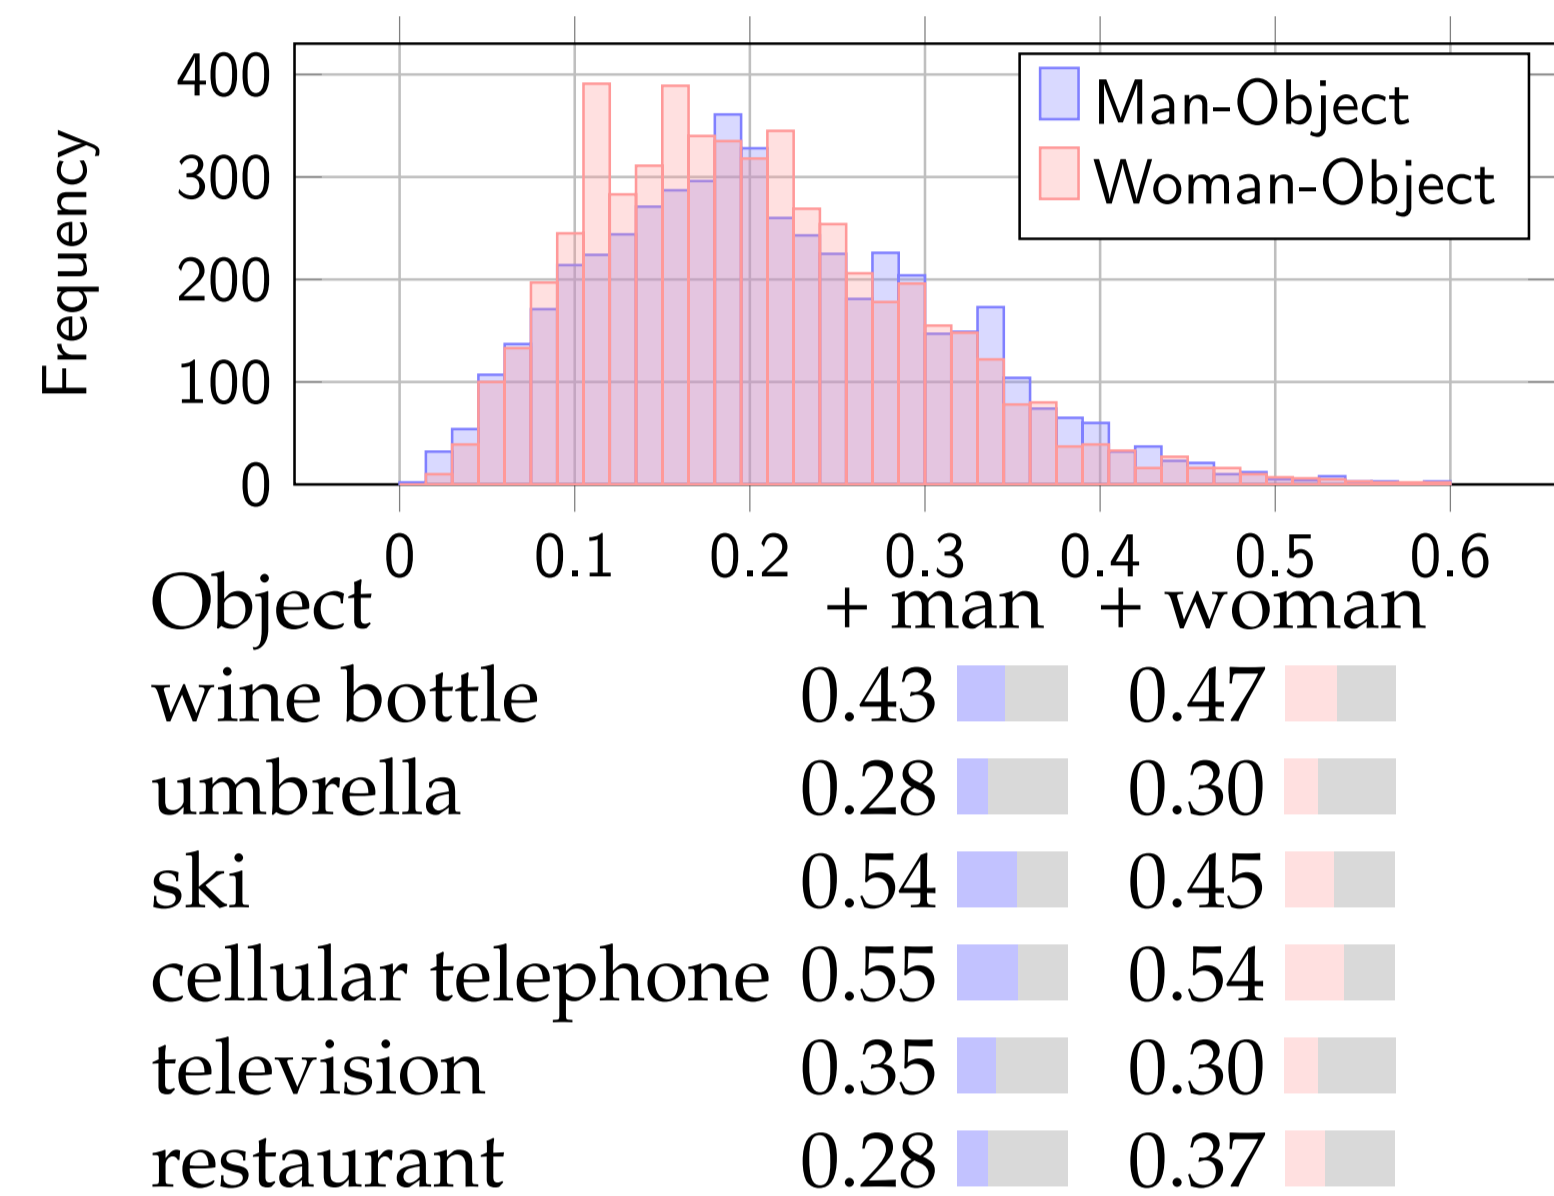 Frequency
400
300
200
100
0
Man-Object
Woman-Object
0 0.1 0.2 0.3 0.4 0.5 0.6
Object + man + woman
wine bottle 0.43 0.47
umbrella 0.28 0.30
ski 0.54 0.45
cellular telephone 0.55 0.54
television 0.35 0.30
restaurant 0.28 0.37